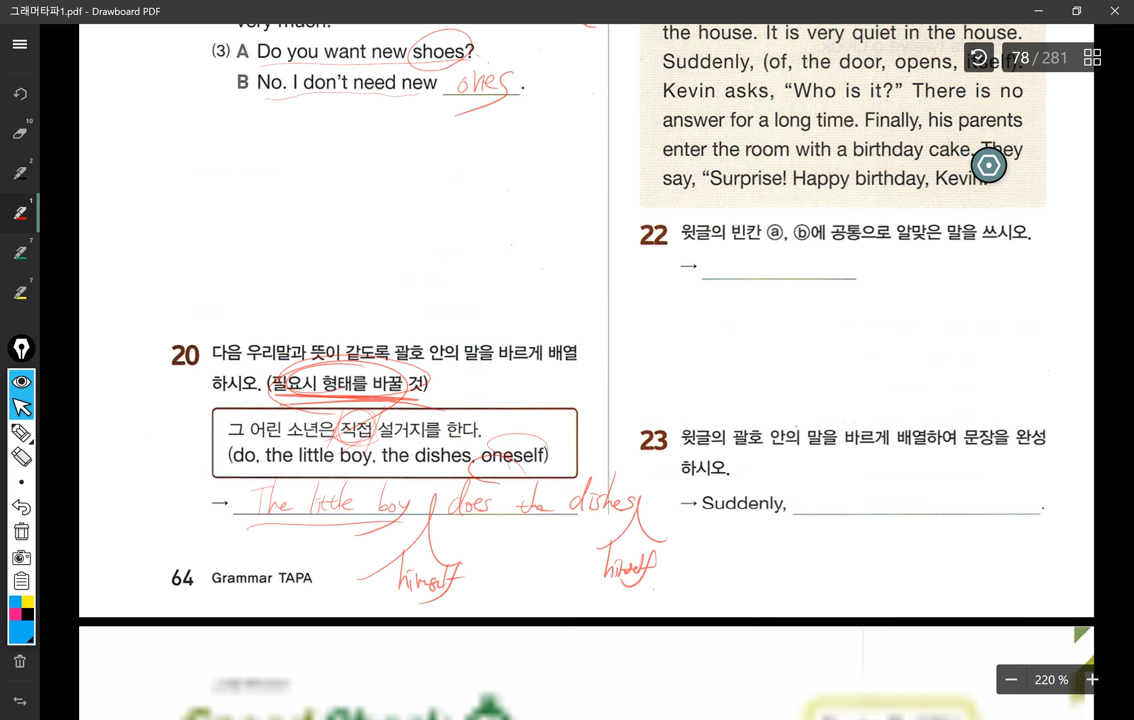 그래머타파1.pdf - Drawboard PDF
very much.
(3) A Do you want new shoes?
B No. I don't need new ones.
20 다음 우리말과 뜻이 같도록 괄호 안의 말을 바르게 배열
하시오. (필요시 형태를 바꿀 것)
그 어린 소년은 직접 설거지를 한다.
(do, the little boy, the dishes, oneself)
→ The little boy does the dishes
himself himself
64 Grammar TAPA
the house. It is very quiet in the house.
Suddenly, (of, the door, opens, itself).
Kevin asks, “Who is it?” There is no
answer for a long time. Finally, his parents
enter the room with a birthday cake. They
say, “Surprise! Happy birthday, Kevin
78 / 281
22 윗글의 빈칸 ⓐ, ⓑ에 공통으로 알맞은 말을 쓰시오.
→
23 윗글의 괄호 안의 말을 바르게 배열하여 문장을 완성
하시오.
→ Suddenly, .
220 %
10
2
1
7
7